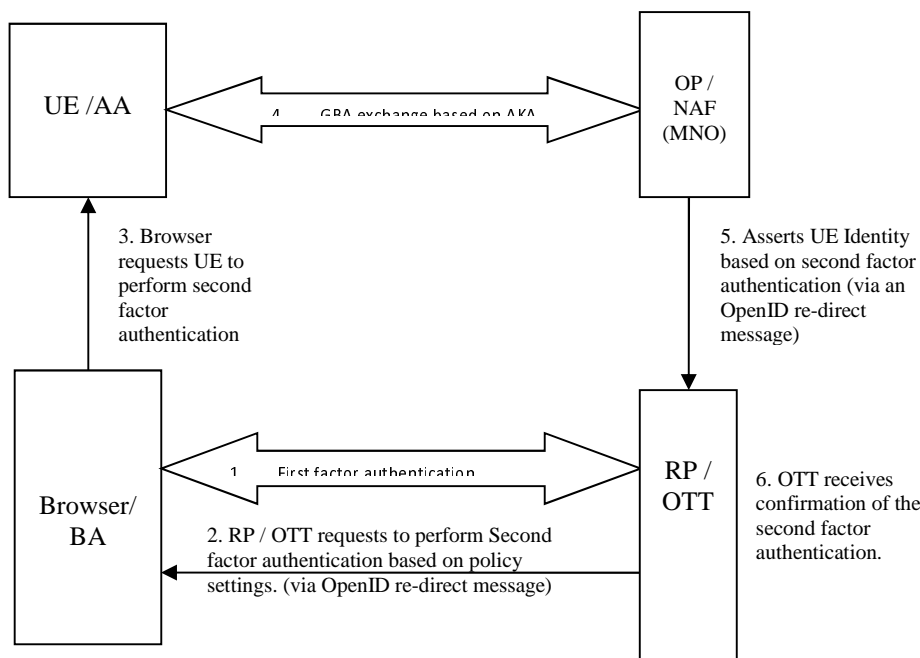 UE /AA
OP /
NAF
(MNO)
4 GBA exchange based on AKA
3. Browser
requests UE to
perform second
factor
authentication
5. Asserts UE Identity
based on second factor
authentication (via an
OpenID re-direct
message)
Browser/
BA
1 First factor authentication
RP /
OTT
6. OTT receives
confirmation of the
second factor
authentication.
2. RP / OTT requests to perform Second
factor authentication based on policy
settings. (via OpenID re-direct message)